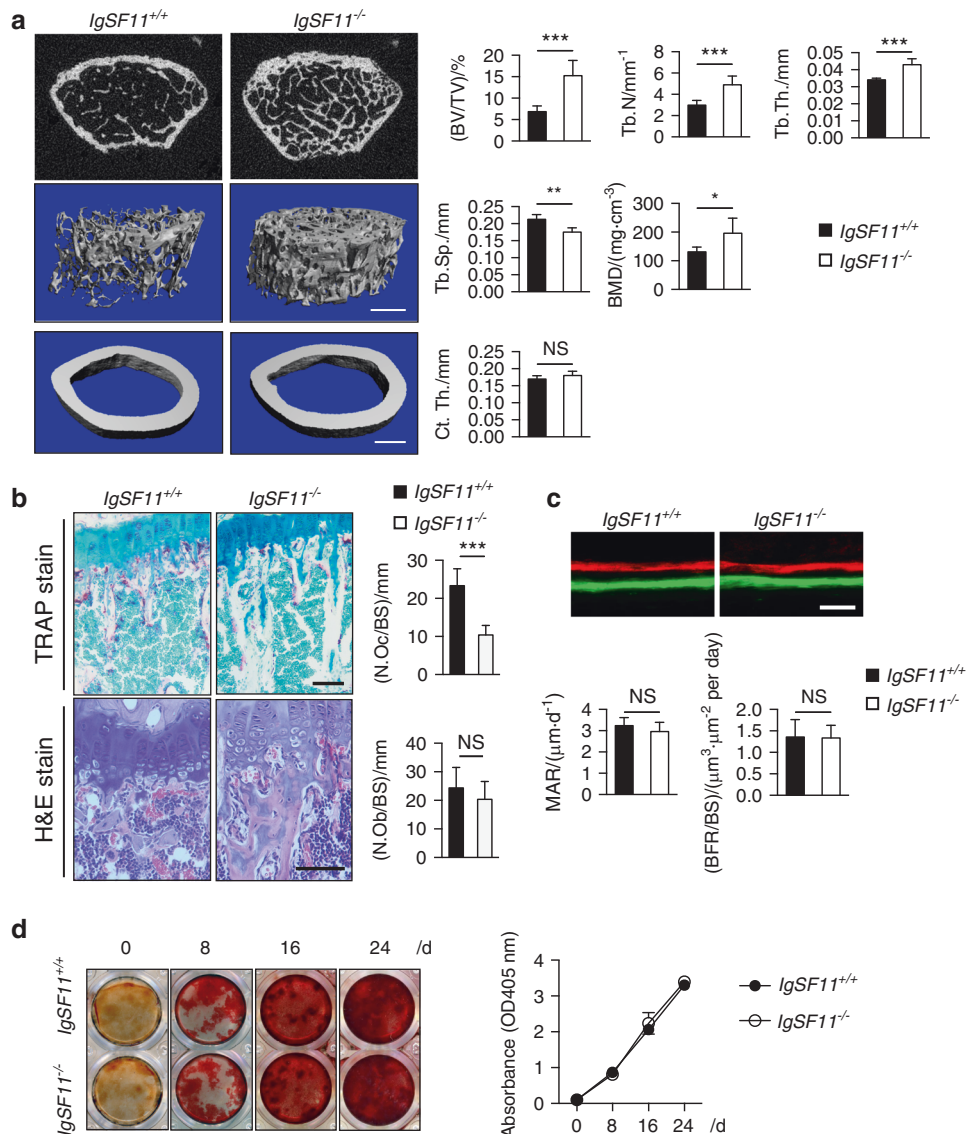 a
IgSF11+/+
IgSF11-/-
(BV/TV)/%
20
15
10
5
0
***
Tb.N/mm-1
8
6
4
2
0
***
Tb.Th./mm
0.05
0.04
0.03
0.02
0.01
0.00
***
Tb.Sp./mm
0.25
0.20
0.15
0.10
0.05
0.00
**
BMD/(mg·cm-3)
300
200
100
0
*
IgSF11+/+
IgSF11-/-
Ct. Th./mm
0.25
0.20
0.15
0.10
0.05
0.00
NS
b
IgSF11+/+
IgSF11-/-
TRAP stain
H&E stain
IgSF11+/+
IgSF11-/-
(N.Oc/BS)/mm
30
20
10
0
***
(N.Ob/BS)/mm
40
30
20
10
0
NS
c
IgSF11+/+
IgSF11-/-
MAR/(μm·d-1)
4
3
2
1
0
NS
(BFR/BS)/(μm3·μm-2 per day)
2.0
1.5
1.0
0.5
0.0
NS
IgSF11+/+
IgSF11-/-
d
0 8 16 24 /d
IgSF11+/+
IgSF11-/-
Absorbance (OD405 nm)
4
3
2
1
0
0 8 16 24 /d
IgSF11+/+
IgSF11-/-